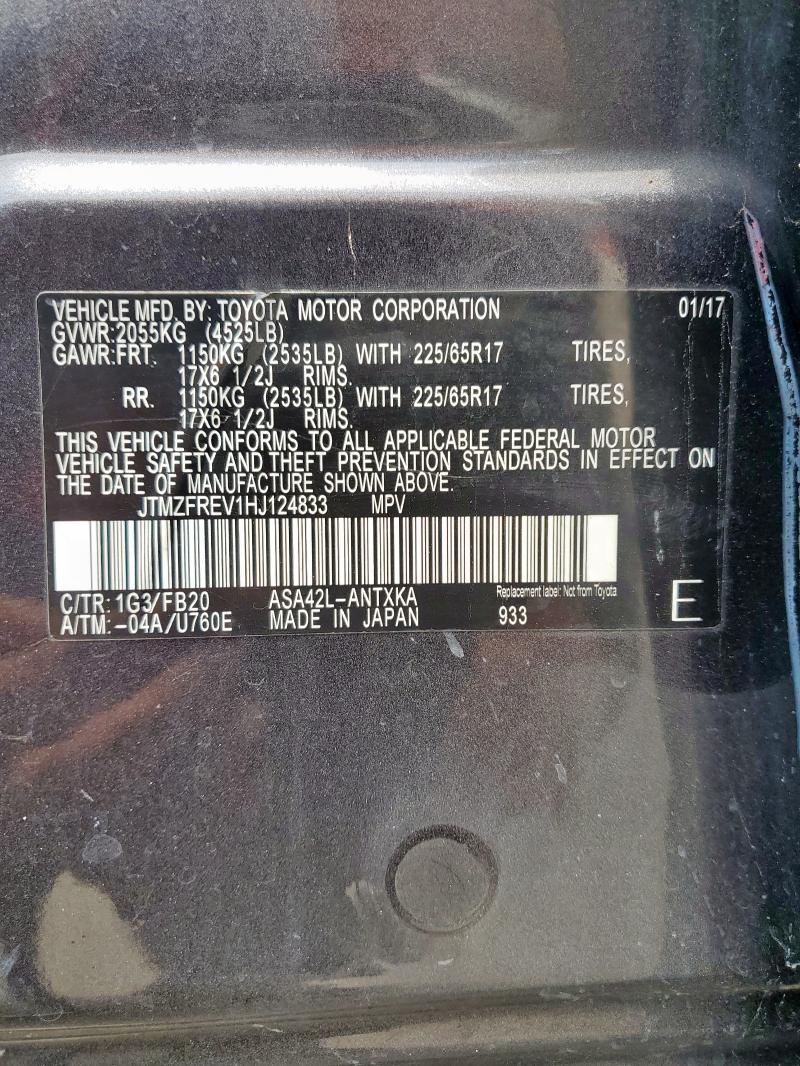 VEHICLE MFD. BY: TOYOTA MOTOR CORPORATION 01/17
GVWR:2055KG (4525LB)
GAWR:FRT. 1150KG (2535LB) WITH 225/65R17 TIRES,
17X6 1/2J RIMS.
RR. 1150KG (2535LB) WITH 225/65R17 TIRES,
17X6 1/2J RIMS.
THIS VEHICLE CONFORMS TO ALL APPLICABLE FEDERAL MOTOR
VEHICLE SAFETY AND THEFT PREVENTION STANDARDS IN EFFECT ON
THE DATE OF MANUFACTURE SHOWN ABOVE.
JTMZFREV1HJ124833 MPV
C/TR: 1G3/FB20 ASA42L-ANTXKA Replacement label: Not from Toyota
A/TM: -04A/U760E MADE IN JAPAN 933 E